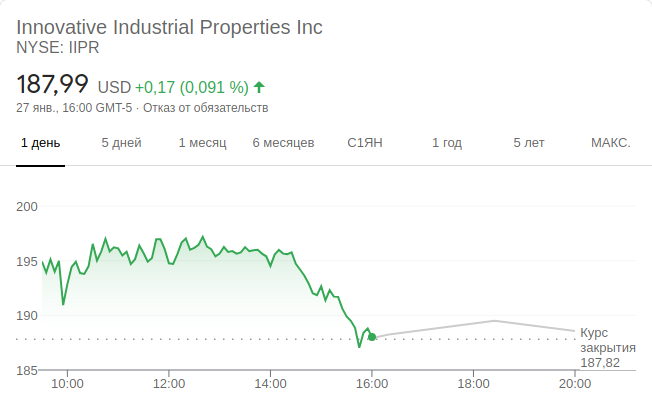 Innovative Industrial Properties Inc
NYSE: IIPR
187,99 USD +0,17 (0,091 %)
27 янв., 16:00 GMT-5 · Отказ от обязательств
1 день 5 дней 1 месяц 6 месяцев С1ЯН 1 год 5 лет МАКС.
200
195
190
185
Курс
закрытия
187,82
10:00 12:00 14:00 16:00 18:00 20:00